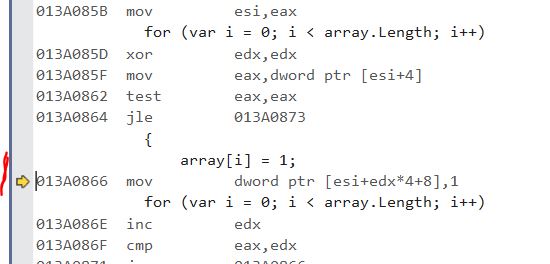 013A085B mov esi,eax
for (var i = 0; i < array.Length; i++)
013A085D xor edx,edx
013A085F mov eax,dword ptr [esi+4]
013A0862 test eax,eax
013A0864 jle 013A0873
{
array[i] = 1;
013A0866 mov dword ptr [esi+edx*4+8],1
for (var i = 0; i < array.Length; i++)
013A086E inc edx
013A086F cmp eax,edx